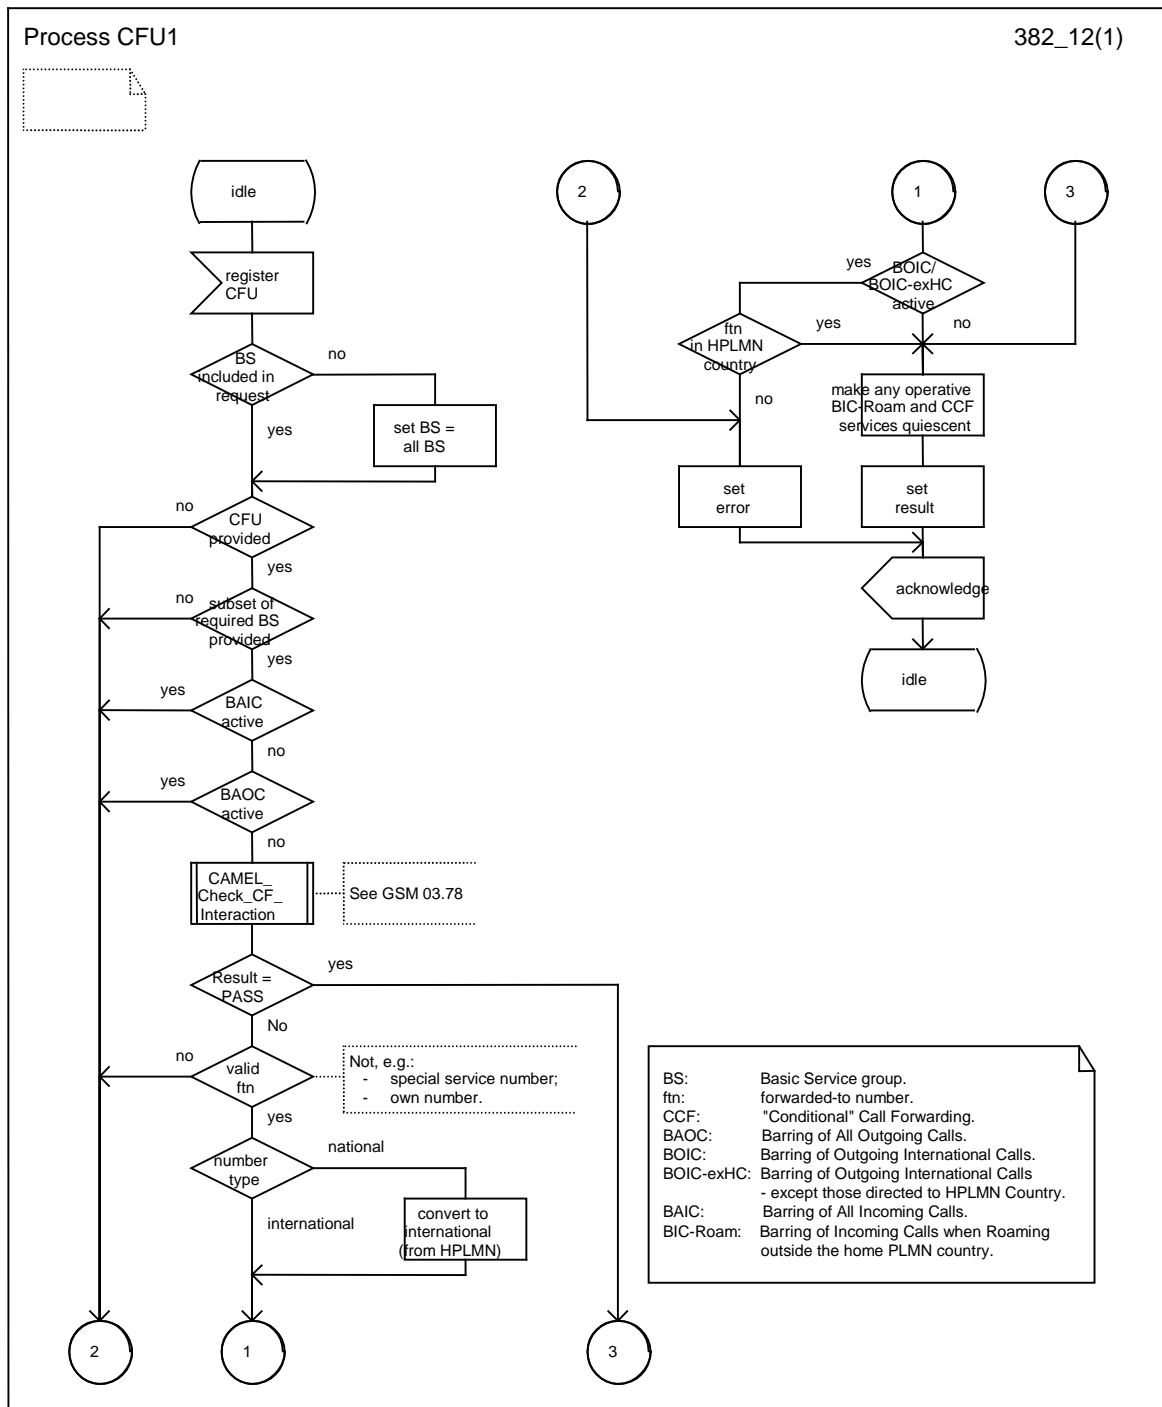 Process CFU1
382_12(1)
idle
register
CFU
BS
included in
request
no
yes
set BS =
all BS
no
CFU
provided
yes
no
subset of
required BS
provided
yes
yes
BAIC
active
no
yes
BAOC
active
no
CAMEL_
Check_CF_
Interaction
See GSM 03.78
Result =
PASS
yes
No
no
valid
ftn
Not, e.g.:
- special service number;
- own number.
yes
number
type
national
international
convert to
international
(from HPLMN)
2
1
3
2
1
3
yes
BOIC/
BOIC-exHC
active
no
ftn
in HPLMN
country
yes
no
make any operative
BIC-Roam and CCF
services quiescent
set
error
set
result
acknowledge
idle
BS: Basic Service group.
ftn: forwarded-to number.
CCF: "Conditional" Call Forwarding.
BAOC: Barring of All Outgoing Calls.
BOIC: Barring of Outgoing International Calls.
BOIC-exHC: Barring of Outgoing International Calls
- except those directed to HPLMN Country.
BAIC: Barring of All Incoming Calls.
BIC-Roam: Barring of Incoming Calls when Roaming
outside the home PLMN country.